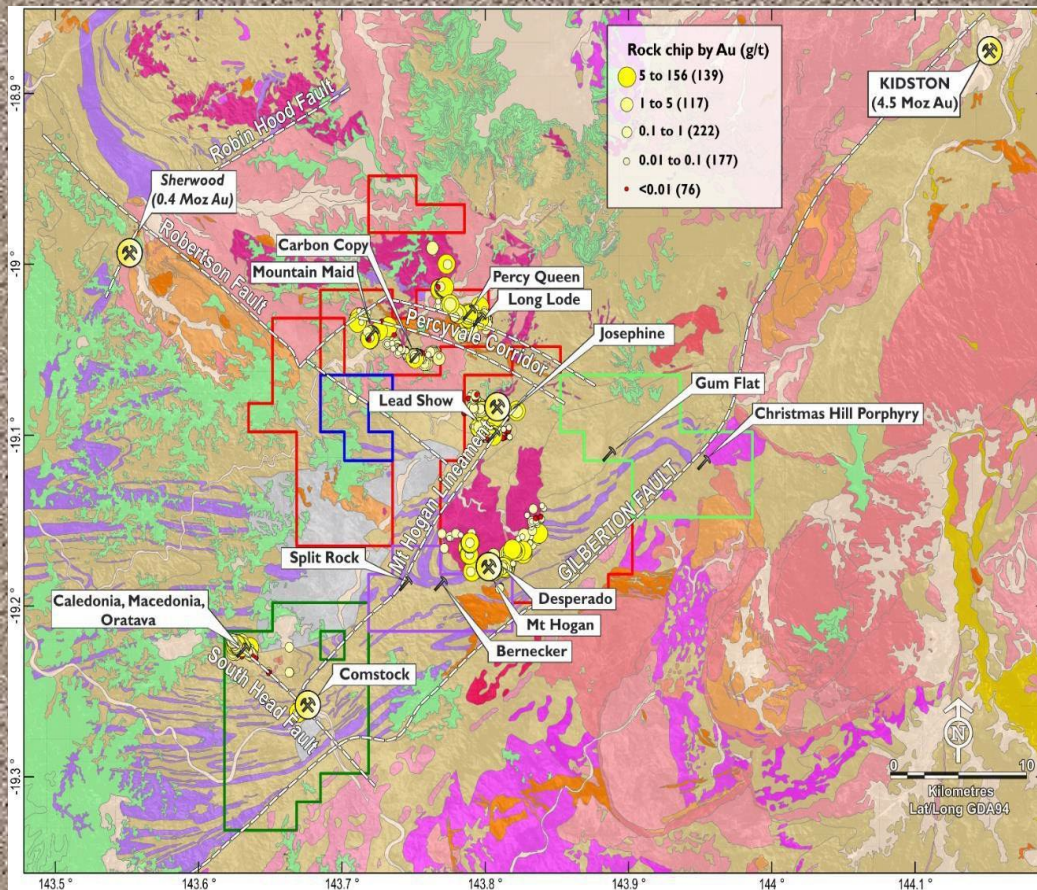 Rock chip by Au (g/t)
5 to 156 (139)
1 to 5 (117)
0.1 to 1 (222)
0.01 to 0.1 (177)
<0.01 (76)
KIDSTON
(4.5 Moz Au)
Robin Hood Fault
Sherwood
(0.4 Moz Au)
Robertson Fault
Carbon Copy
Mountain Maid
Percy Queen
Long Lode
Percyvale Corridor
Josephine
Lead Show
Gum Flat
Christmas Hill Porphyry
Mt Hogan Lineament
GILBERTON FAULT
Split Rock
Caledonia, Macedonia,
Oratava
Desperado
Mt Hogan
Bernecker
South Head Fault
Comstock
N
0 10
Kilometres
Lat/Long GDA94
-18.9°
-19°
-19.1°
-19.2°
-19.3°
143.5° 143.6° 143.7° 143.8° 143.9° 144° 144.1°